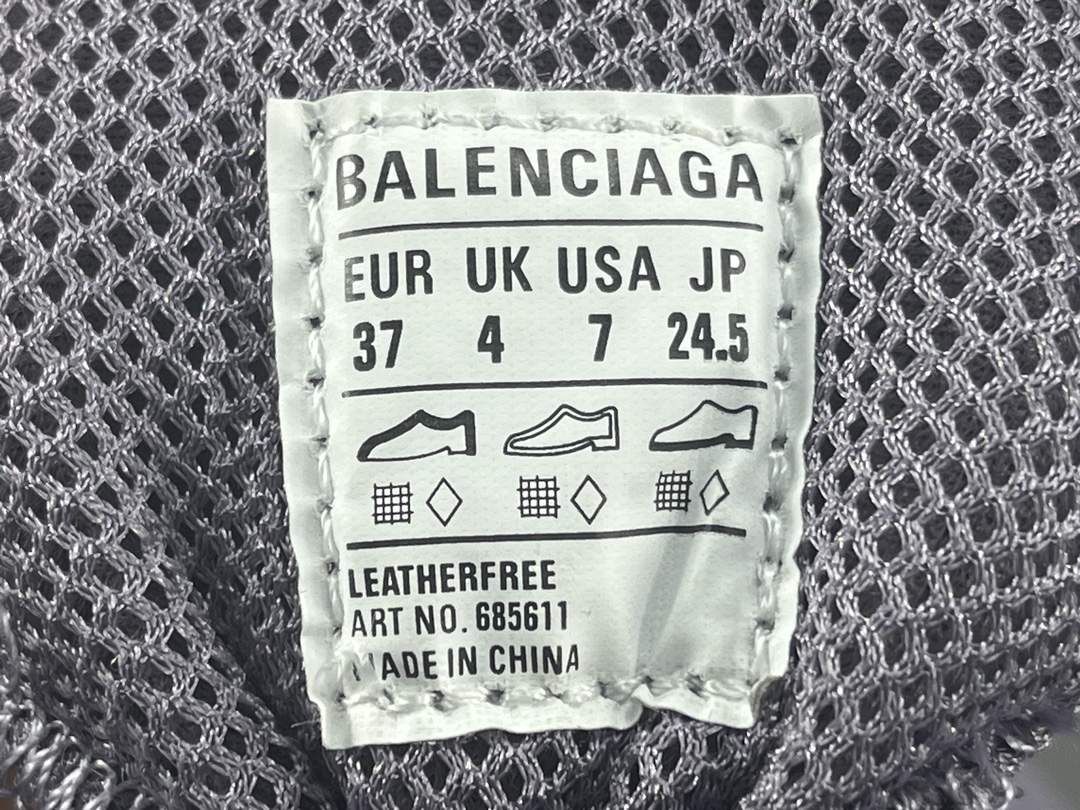 BALENCIAGA
EUR UK USA JP
37 4 7 24.5
LEATHERFREE
ART NO. 685611
MADE IN CHINA